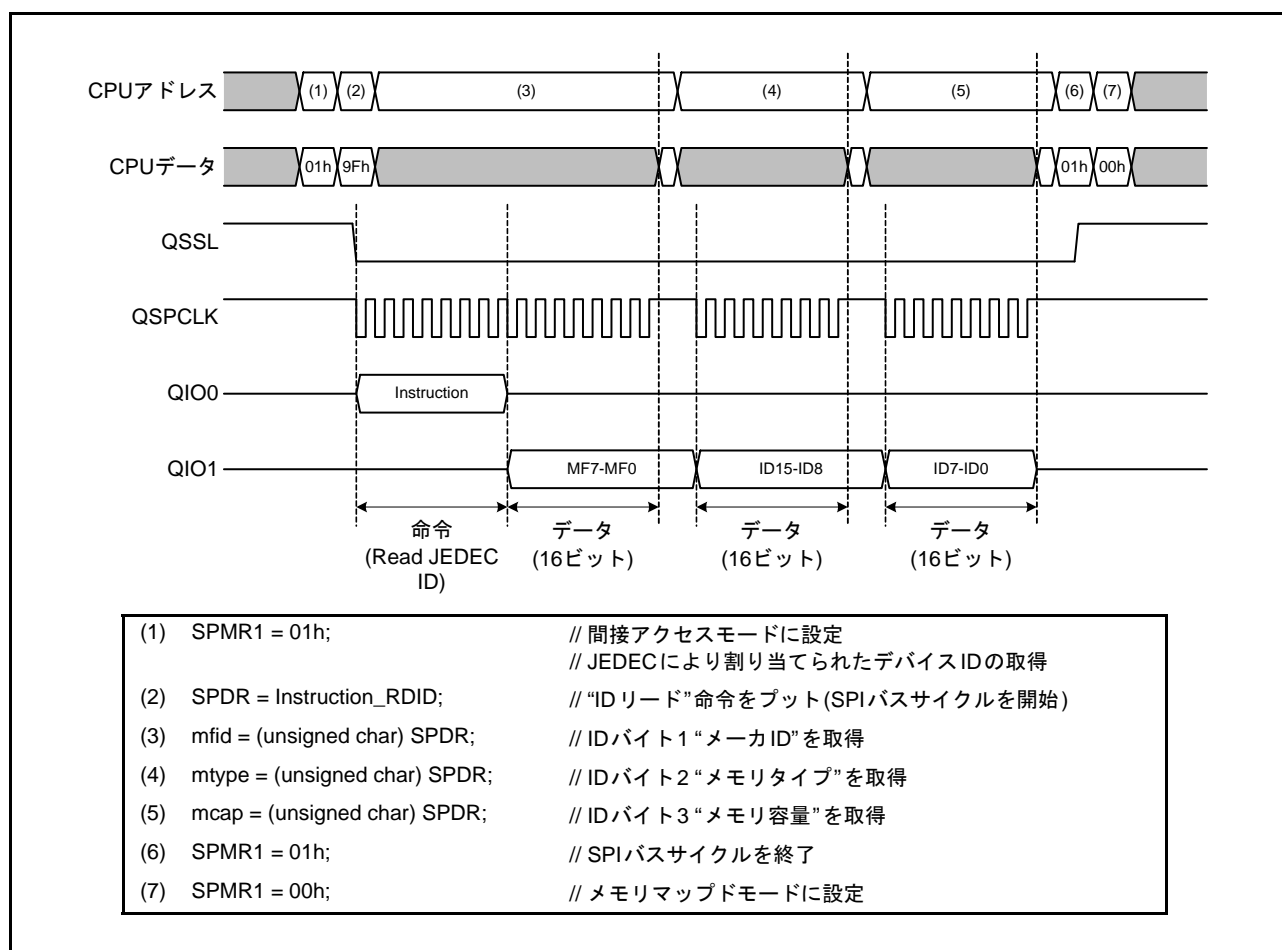 CPUアドレス (1) (2) (3) (4) (5) (6) (7)
CPUデータ 01h 9Fh 01h 00h
QSSL
QSPCLK
QIO0 Instruction
QIO1 MF7-MF0 ID15-ID8 ID7-ID0
命令 データ データ データ
(Read JEDEC (16ビット) (16ビット) (16ビット)
ID)
(1) SPMR1 = 01h; // 間接アクセスモードに設定
// JEDECにより割り当てられたデバイスIDの取得
(2) SPDR = Instruction_RDID; // “IDリード”命令をプット(SPIバスサイクルを開始)
(3) mfid = (unsigned char) SPDR; // IDバイト1“メーカID”を取得
(4) mtype = (unsigned char) SPDR; // IDバイト2“メモリタイプ”を取得
(5) mcap = (unsigned char) SPDR; // IDバイト3“メモリ容量”を取得
(6) SPMR1 = 01h; // SPIバスサイクルを終了
(7) SPMR1 = 00h; // メモリマップドモードに設定